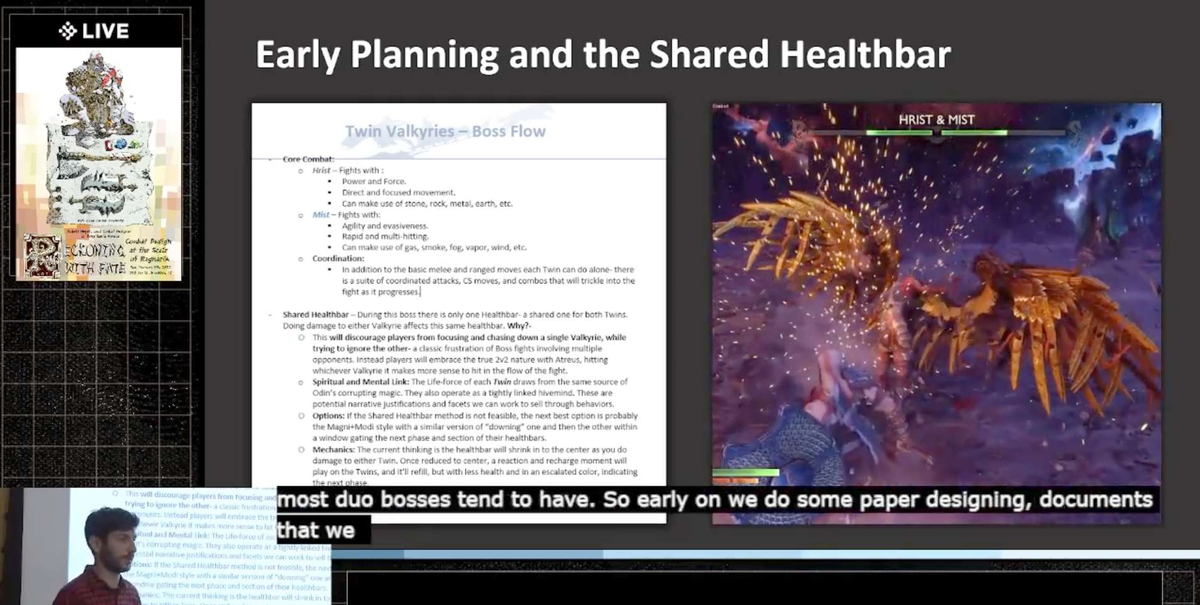 LIVE
Early Planning and the Shared Healthbar
Twin Valkyries – Boss Flow
Core Combat:
Hrist – Fights with :
Power and Force.
Direct and focused movement.
Can make use of stone, rock, metal, earth, etc.
Mist – Fights with:
Agility and evasiveness.
Rapid and multi-hitting.
Can make use of gas, smoke, fog, vapor, wind, etc.
Coordination:
In addition to the basic melee and ranged moves each Twin can do alone- there
is a suite of coordinated attacks, CS moves, and combos that will trickle into the
fight as it progresses.
Shared Healthbar – During this boss there is only one Healthbar- a shared one for both Twins.
Doing damage to either Valkyrie affects this same healthbar. Why?-
This will discourage players from focusing and chasing down a single Valkyrie, while
trying to ignore the other- a classic frustration of Boss fights involving multiple
opponents. Instead players will embrace the true 2v2 nature with Atreus, hitting
whichever Valkyrie it makes more sense to hit in the flow of the fight.
Spiritual and Mental Link: The Life-force of each Twin draws from the same source of
Odin's corrupting magic. They also operate as a tightly linked hivemind. These are
potential narrative justifications and facets we can work to sell through behaviors.
Options: If the Shared Healthbar method is not feasible, the next best option is probably
the Magni+Modi style with a similar version of "downing" one and then the other within
a window gating the next phase and section of their healthbars.
Mechanics: The current thinking is the healthbar will shrink in to the center as you do
damage to either Twin. Once reduced to center, a reaction and recharge moment will
play on the Twins, and it'll refill, but with less health and in an escalated color, indicating
the next phase.
HRIST & MIST
RECKONING
WITH FATE
Combat Design
at the Scale
of Ragnarök
most duo bosses tend to have. So early on we do some paper designing, documents
that we
This will discourage players from focusing and
trying to ignore the other- a classic frustration